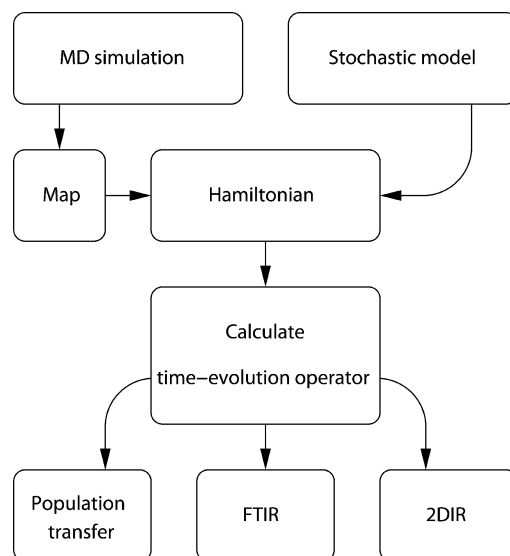 MD simulation
Stochastic model
Map
Hamiltonian
Calculate
time−evolution operator
Population
transfer
FTIR
2DIR